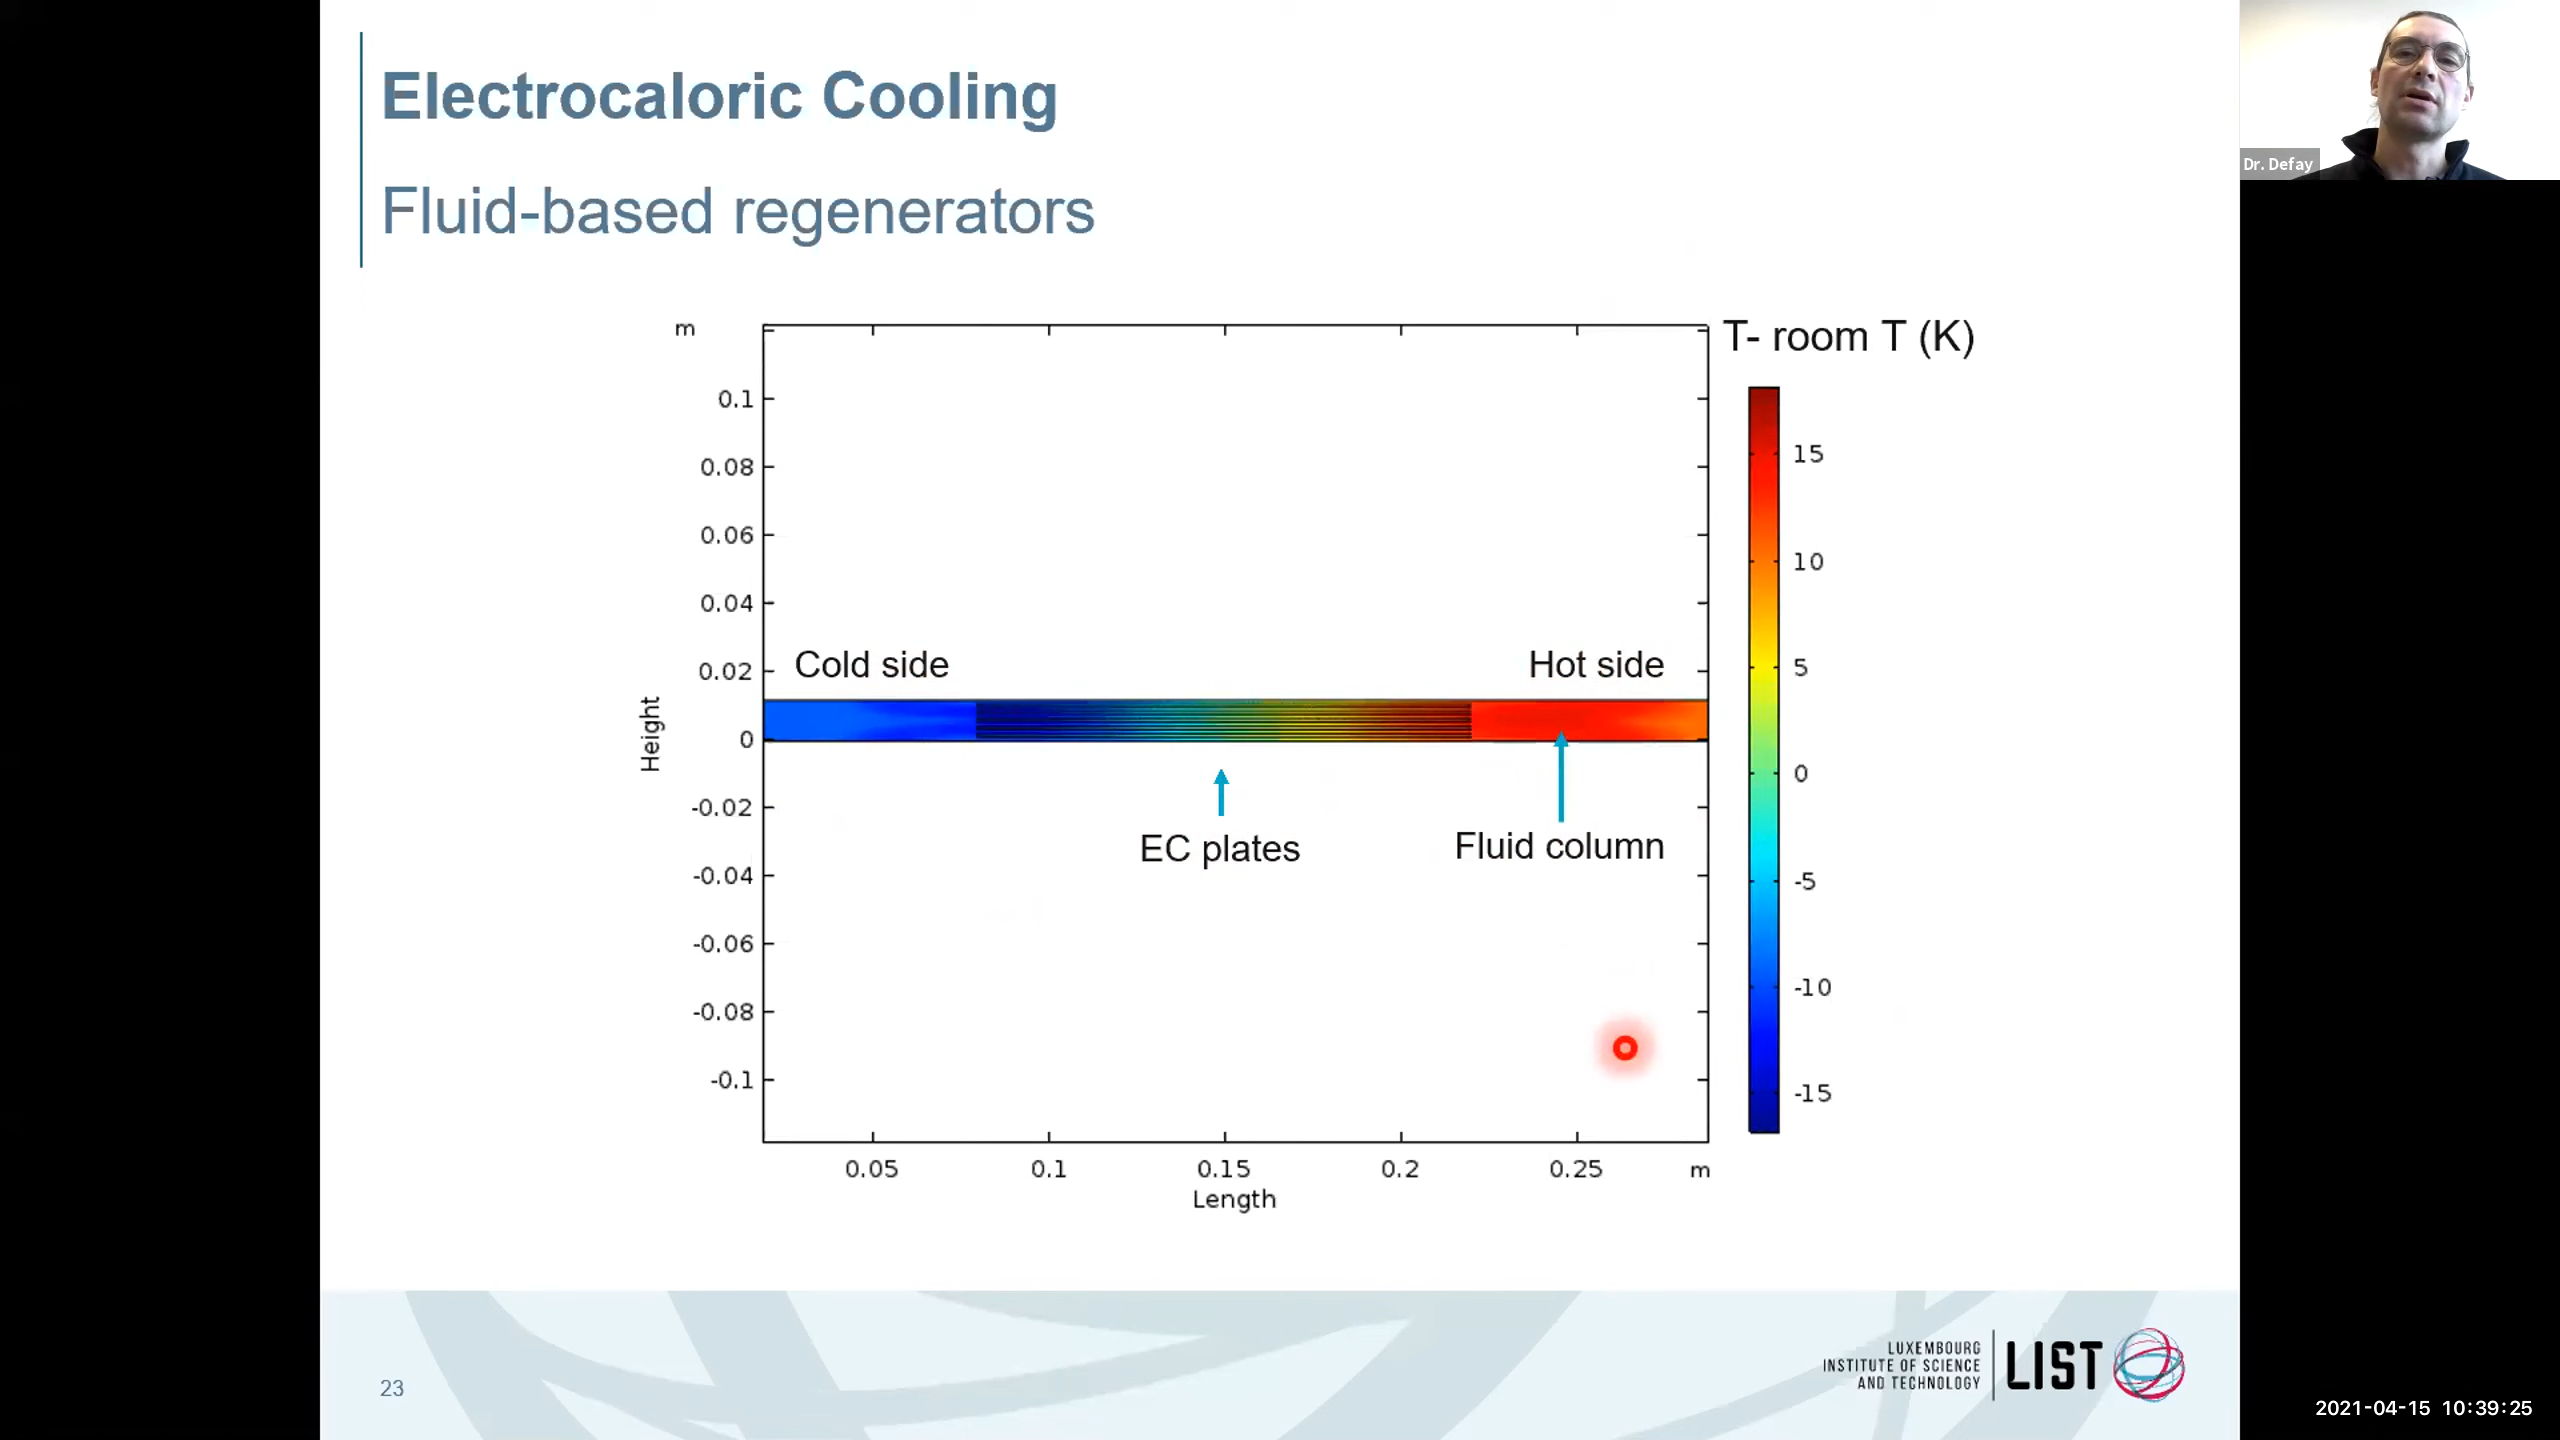 Electrocaloric Cooling
Fluid-based regenerators
Dr. Defay
m
T- room T (K)
0.1
0.08
0.06
0.04
0.02
0
-0.02
-0.04
-0.06
-0.08
-0.1
Height
Cold side
Hot side
EC plates
Fluid column
15
10
5
0
-5
-10
-15
0.05
0.1
0.15
0.2
0.25
m
Length
23
LUXEMBOURG
INSTITUTE OF SCIENCE
AND TECHNOLOGY
LIST
2021-04-15 10:39:25